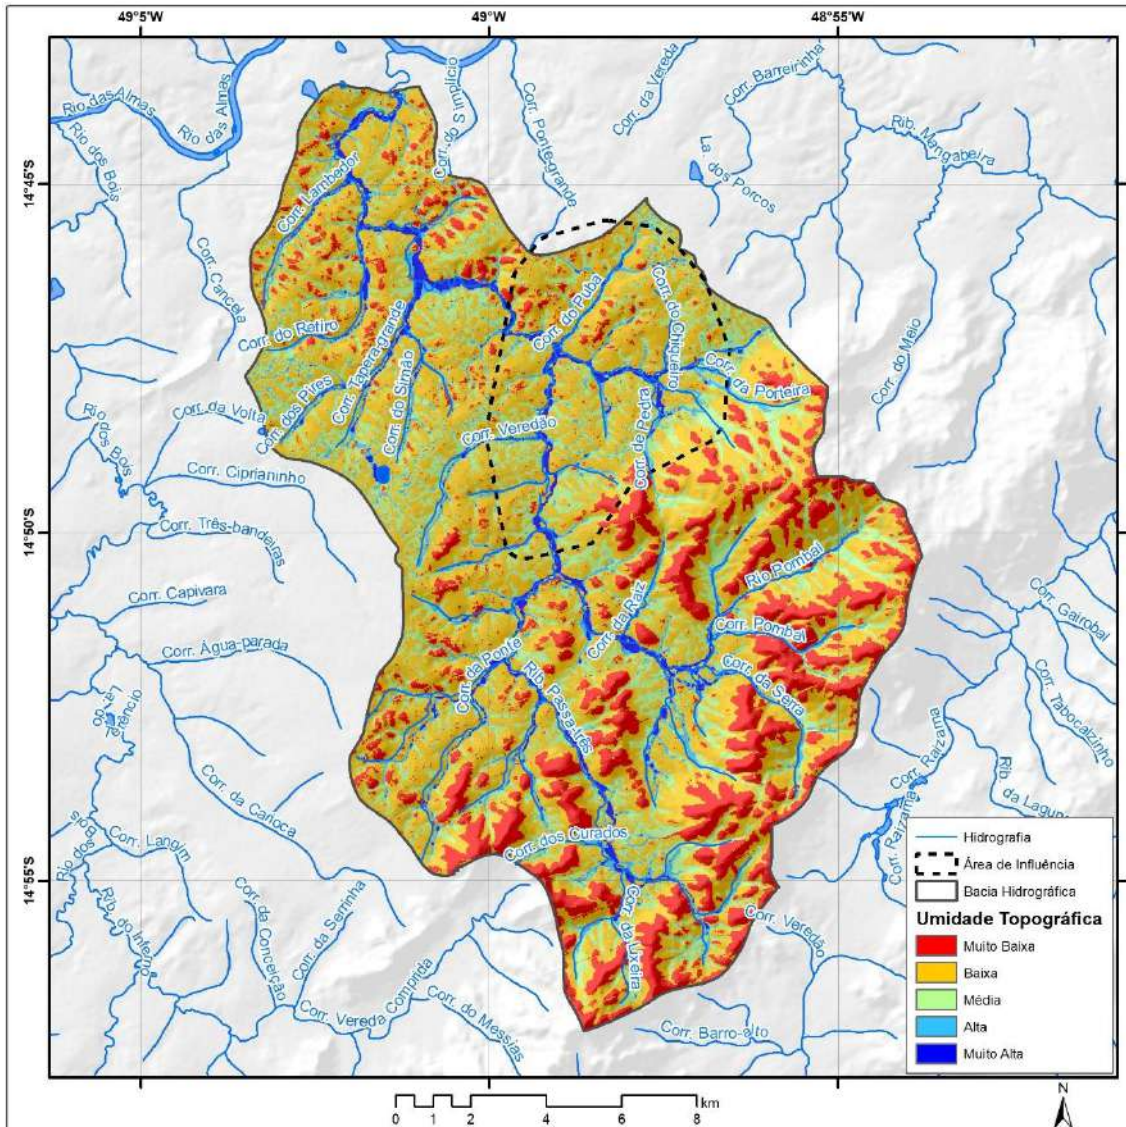 49°5'W
49°W
48°55'W
14°45'S
14°50'S
14°55'S
Rio das Almas
Rio das Almas
Rio dos Bois
Corr. do Simplício
Corr. Ponte-grande
Corr. da Vereda
Corr. Barreirinha
Rib. Mangabeira
La. dos Porcos
Corr. Lambedor
Corr. Cancela
Corr. do Retiro
Corr. Tapera-grande
Corr. do Puba
Corr. do Chiqueiro
Corr. do Meio
Corr. da Porteira
Corr. dos Pires
Corr. do Simão
Corr. da Volta
Corr. Veredão
Corr. de Pedra
Rio dos Bois
Corr. Ciprianinho
Corr. Três-bandeiras
Corr. Capivara
Corr. Água-parada
Rio Pombal
Corr. da Raiz
Corr. Pombal
Corr. da Serra
Corr. da Ponte
Rib. Passa-três
Corr. Gairobal
Corr. Tabocalzinho
Corr. Raizama
Corr. Raizama
Corr. da Carioca
Corr. Langim
Rio dos Bois
Rib. do Inferno
Corr. da Conceição
Corr. da Serrinha
Corr. Vereda Comprida
Corr. do Messias
Corr. dos Curados
Corr. da Luxeira
Corr. Veredão
Corr. Barro-alto
Hidrografia
Área de Influência
Bacia Hidrográfica
Umidade Topográfica
Muito Baixa
Baixa
Média
Alta
Muito Alta
N
km
0 1 2 4 6 8